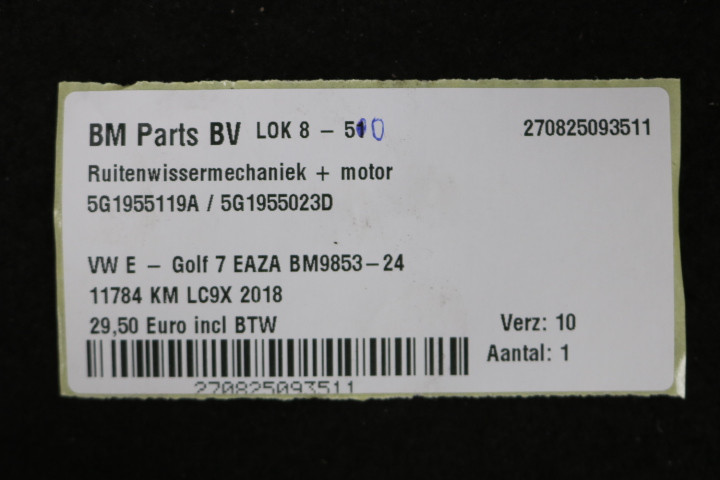 BM Parts BV LOK 8 - 510 270825093511
Ruitenwissermechaniek + motor
5G1955119A / 5G1955023D
VW E - Golf 7 EAZA BM9853-24
11784 KM LC9X 2018
29,50 Euro incl BTW Verz: 10
Aantal: 1
270825093511